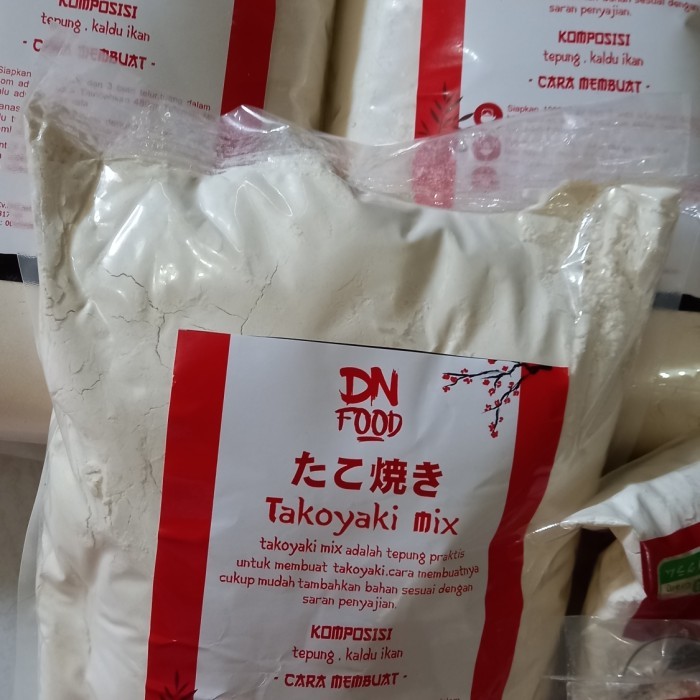 KOMPOSISI
tepung , kaldu ikan
- CARA MEMBUAT -
saran penyajian.
KOMPOSISI
tepung , kaldu ikan
- CARA MEMBUAT -
DN
FOOD
たこ焼き
Takoyaki mix
takoyaki mix adalah tepung praktis
untuk membuat takoyaki.cara membuatnya
cukup mudah tambahkan bahan sesuai dengan
saran penyajian.
KOMPOSISI
tepung , kaldu ikan
- CARA MEMBUAT -